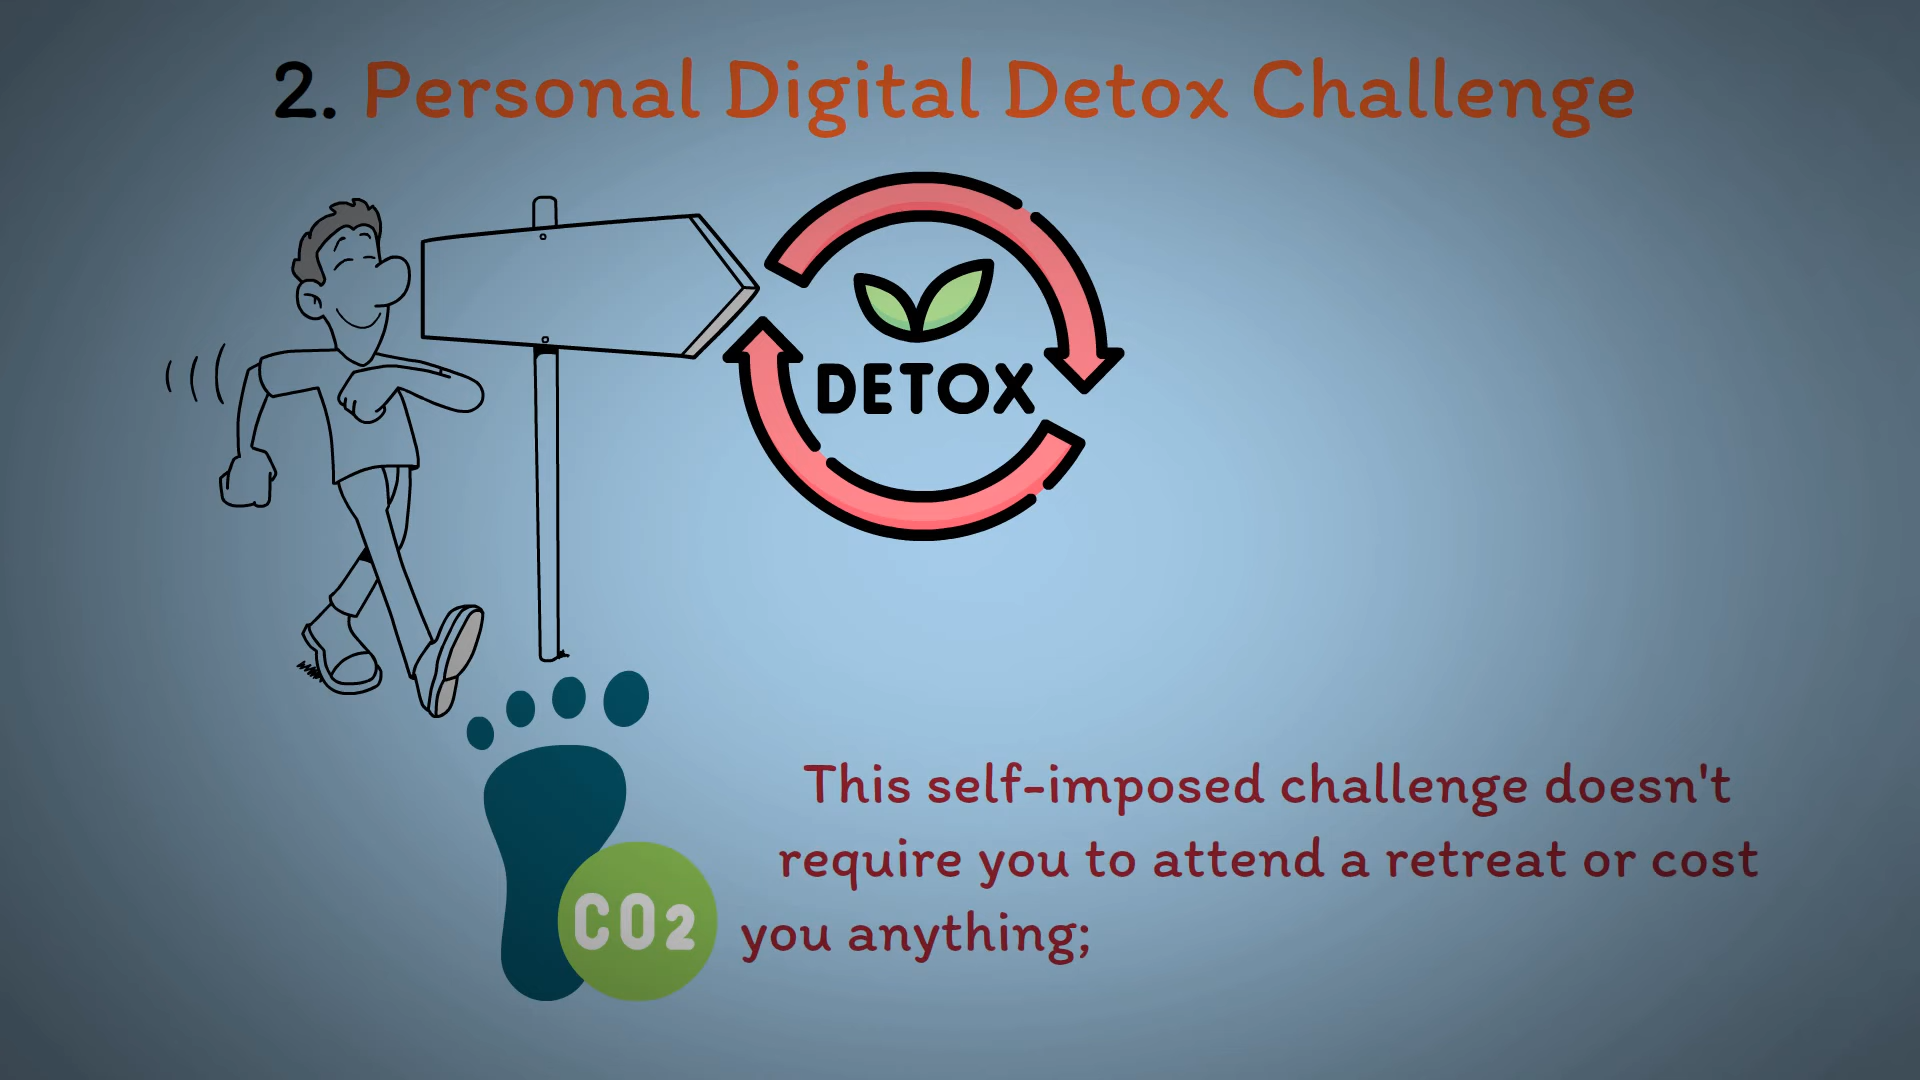 2. Personal Digital Detox Challenge
DETOX
This self-imposed challenge doesn't
require you to attend a retreat or cost
you anything;
CO2